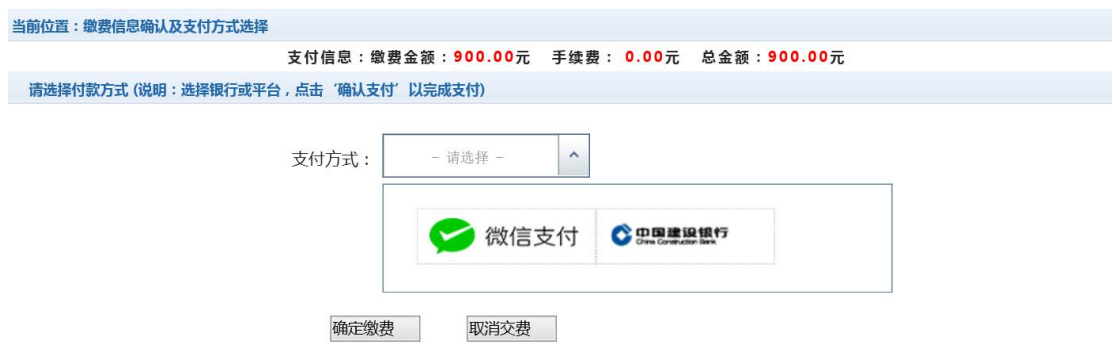 当前位置：缴费信息确认及支付方式选择
支付信息：缴费金额：900.00元 手续费： 0.00元 总金额：900.00元
请选择付款方式 (说明：选择银行或平台，点击‘确认支付’以完成支付)
支付方式： - 请选择 -
微信支付 中国建设银行
China Construction Bank
确定缴费 取消交费